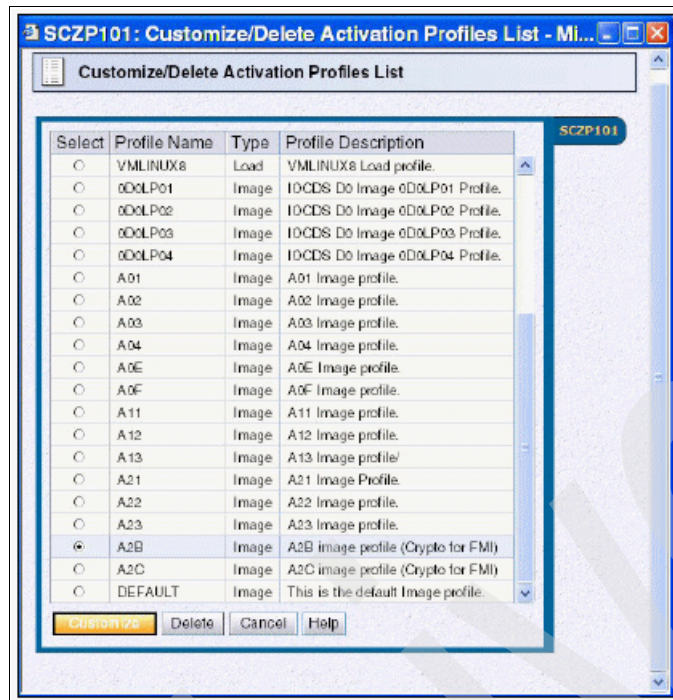 SCZP101: Customize/Delete Activation Profiles List - Mi...
Customize/Delete Activation Profiles List
SCZP101
Select Profile Name Type Profile Description
VMLINUX8 Load VMLINUX8 Load profile.
0D0LP01 Image IOCDS D0 Image 0D0LP01 Profile.
0D0LP02 Image IOCDS D0 Image 0D0LP02 Profile.
0D0LP03 Image IOCDS D0 Image 0D0LP03 Profile.
0D0LP04 Image IOCDS D0 Image 0D0LP04 Profile.
A01 Image A01 Image profile.
A02 Image A02 Image profile.
A03 Image A03 Image profile.
A04 Image A04 Image profile.
A0E Image A0E Image profile.
A0F Image A0F Image profile.
A11 Image A11 Image profile.
A12 Image A12 Image profile.
A13 Image A13 Image profile/
A21 Image A21 Image Profile.
A22 Image A22 Image profile.
A23 Image A23 Image profile.
A2B Image A2B image profile (Crypto for FMI)
A2C Image A2C image profile (Crypto for FMI)
DEFAULT Image This is the default Image profile.
Customize Delete Cancel Help